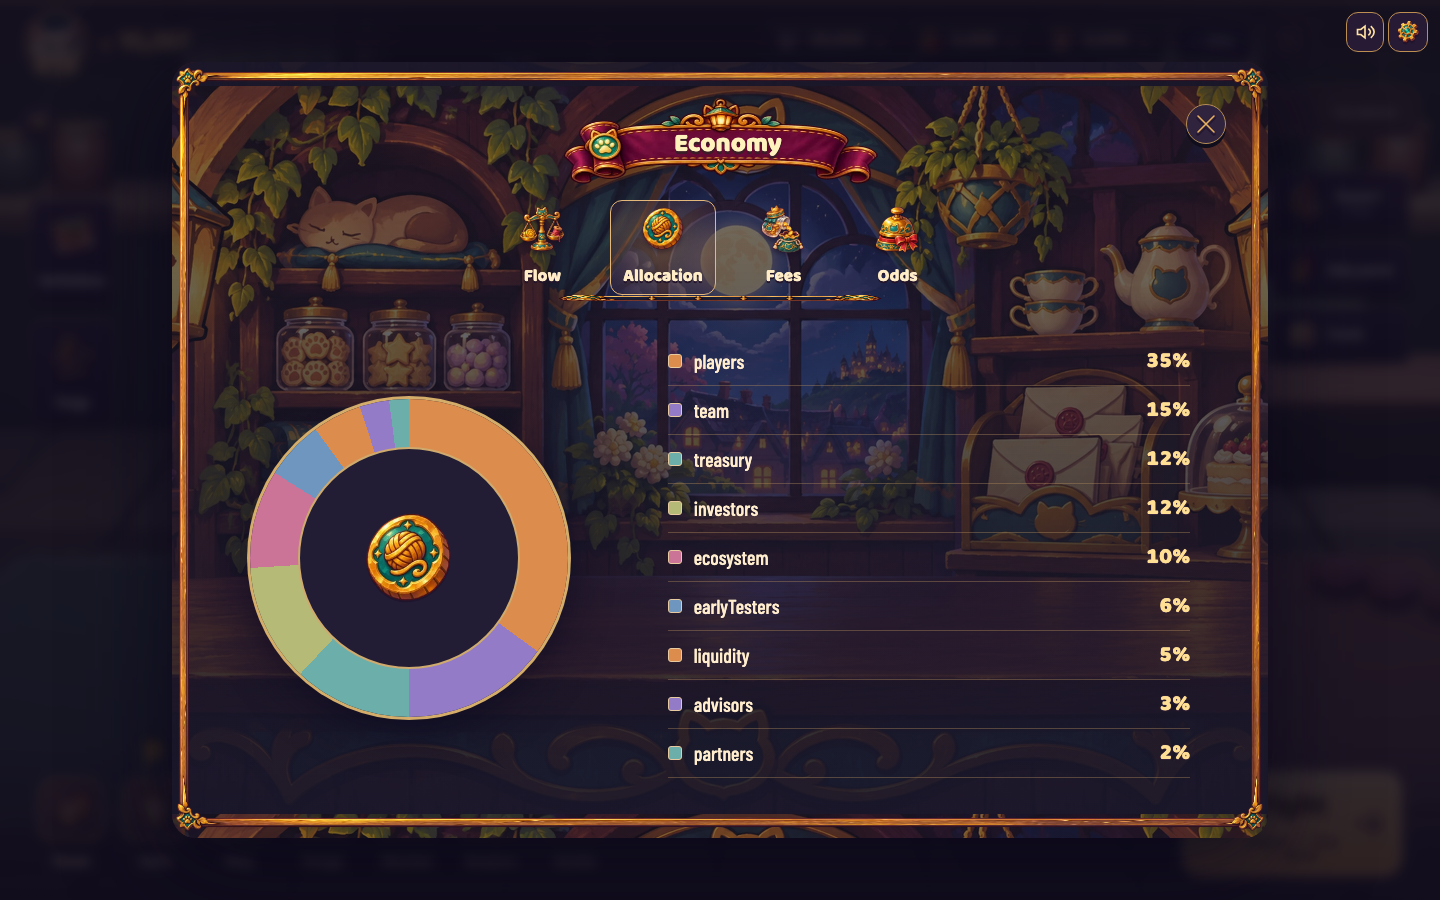 Economy
Flow
Allocation
Fees
Odds
players 35%
team 15%
treasury 12%
investors 12%
ecosystem 10%
earlyTesters 6%
liquidity 5%
advisors 3%
partners 2%